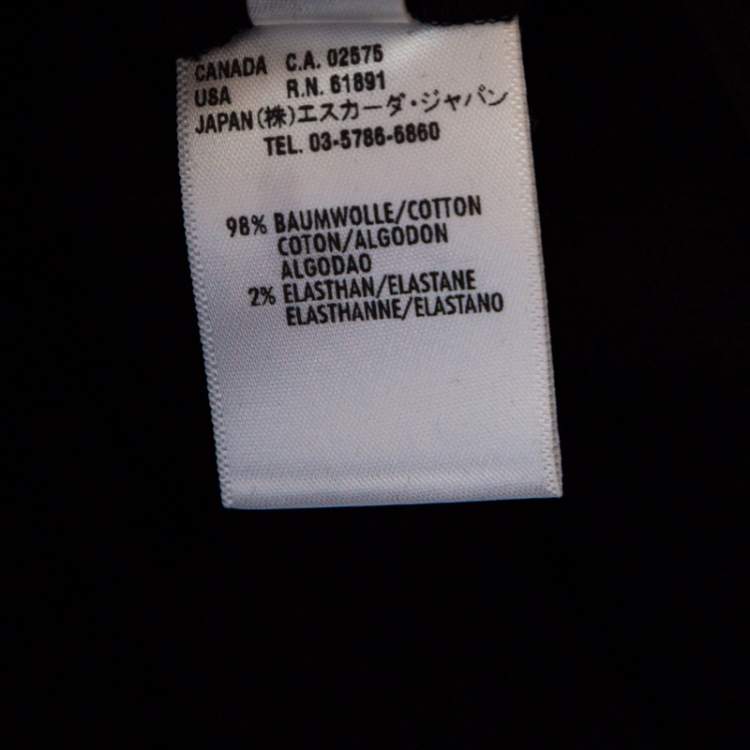 CANADA C.A. 02575
USA R.N. 61891
JAPAN(株)エスカーダ・ジャパン
TEL. 03-5786-6860
98% BAUMWOLLE/COTTON
COTON/ALGODON
ALGODAO
2% ELASTHAN/ELASTANE
ELASTHANNE/ELASTANO